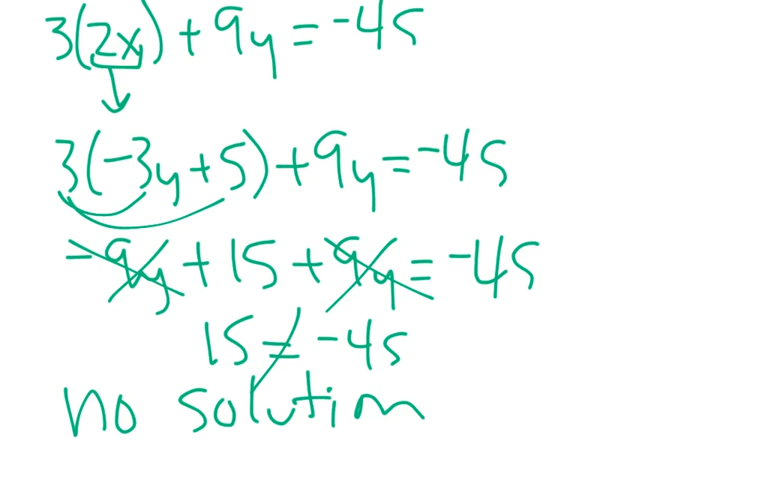 3(2x) + 9y = -45
3(-3y + 5) + 9y = -45
-9y + 15 + 9y = -45
15 ≠ -45
no solution